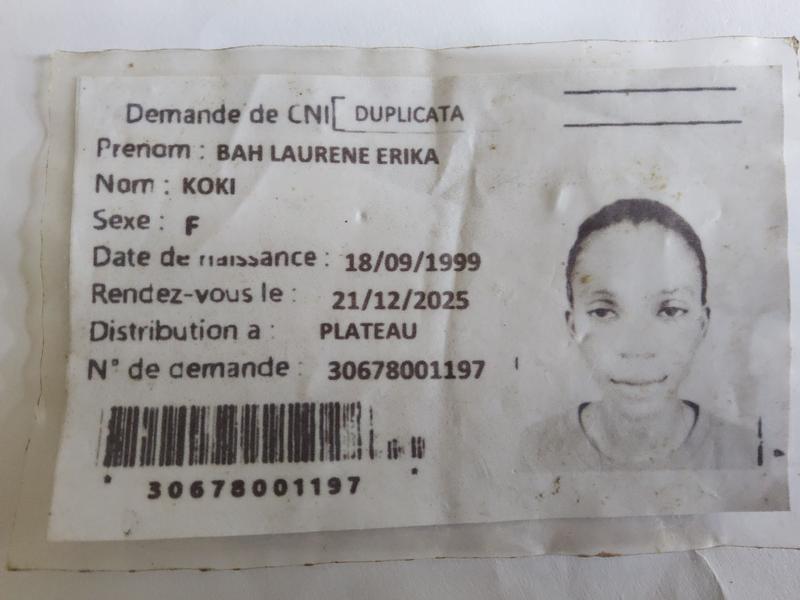 Demande de CNI[ DUPLICATA
Prenom : BAH LAURENE ERIKA
Nom : KOKI
Sexe : F
Date de naissance : 18/09/1999
Rendez-vous le : 21/12/2025
Distribution a : PLATEAU
N° de demande : 30678001197
* 30678001197 *